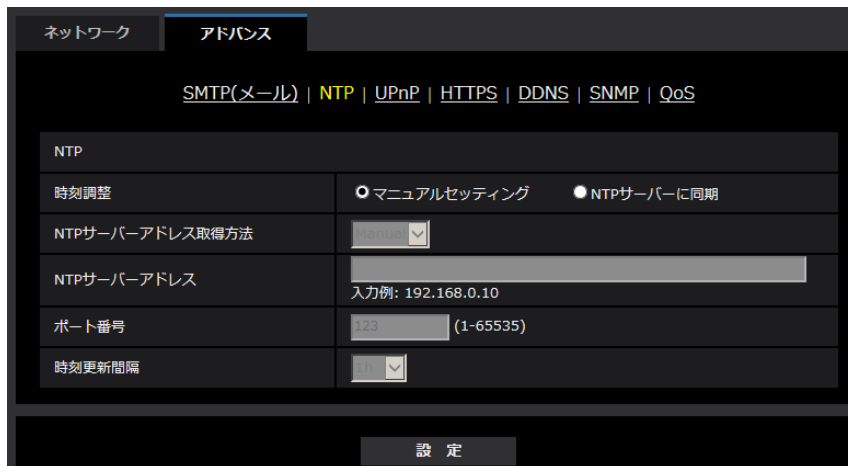 ネットワーク アドバンス
SMTP(メール) | NTP | UPnP | HTTPS | DDNS | SNMP | QoS
NTP
時刻調整 マニュアルセッティング NTPサーバーに同期
NTPサーバーアドレス取得方法 Manual
NTPサーバーアドレス
入力例: 192.168.0.10
ポート番号 123 (1-65535)
時刻更新間隔 1h
設 定